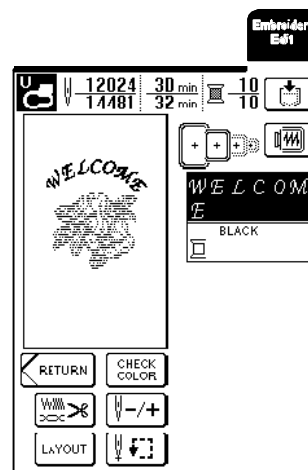 Embroider
Edit
U
12024
14481
30 min
32 min
10
10
WELCOME
WELCOM
E
BLACK
RETURN
CHECK
COLOR
-/+
LAYOUT